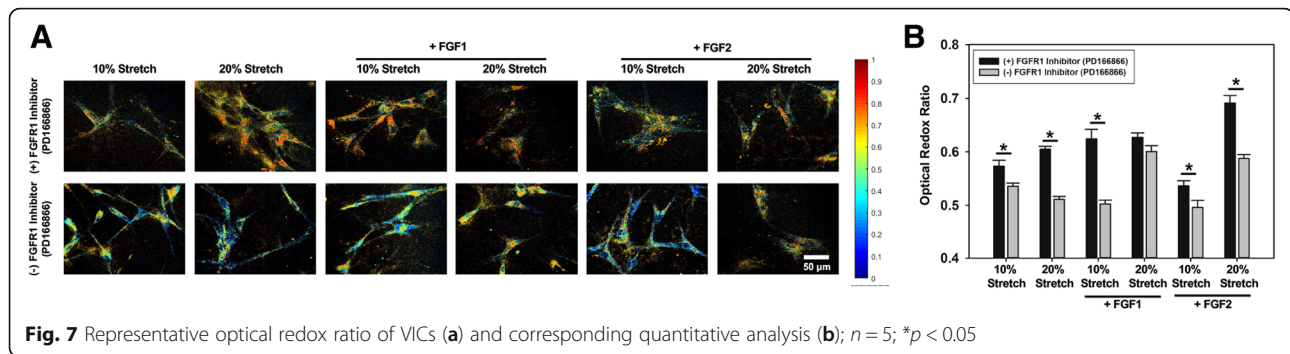 A
+ FGF1
+ FGF2
10% Stretch
20% Stretch
10% Stretch
20% Stretch
10% Stretch
20% Stretch
(+) FGFR1 Inhibitor
(PD166866)
(-) FGFR1 Inhibitor
(PD166866)
50 µm
1
0.9
0.8
0.7
0.6
0.5
0.4
0.3
0.2
0.1
0
B
Optical Redox Ratio
0.8
0.7
0.6
0.5
0.4
(+) FGFR1 Inhibitor (PD166866)
(-) FGFR1 Inhibitor (PD166866)
*
*
*
*
*
10%
Stretch
20%
Stretch
10%
Stretch
20%
Stretch
10%
Stretch
20%
Stretch
+ FGF1
+ FGF2
Fig. 7 Representative optical redox ratio of VICs (a) and corresponding quantitative analysis (b); n = 5; *p < 0.05